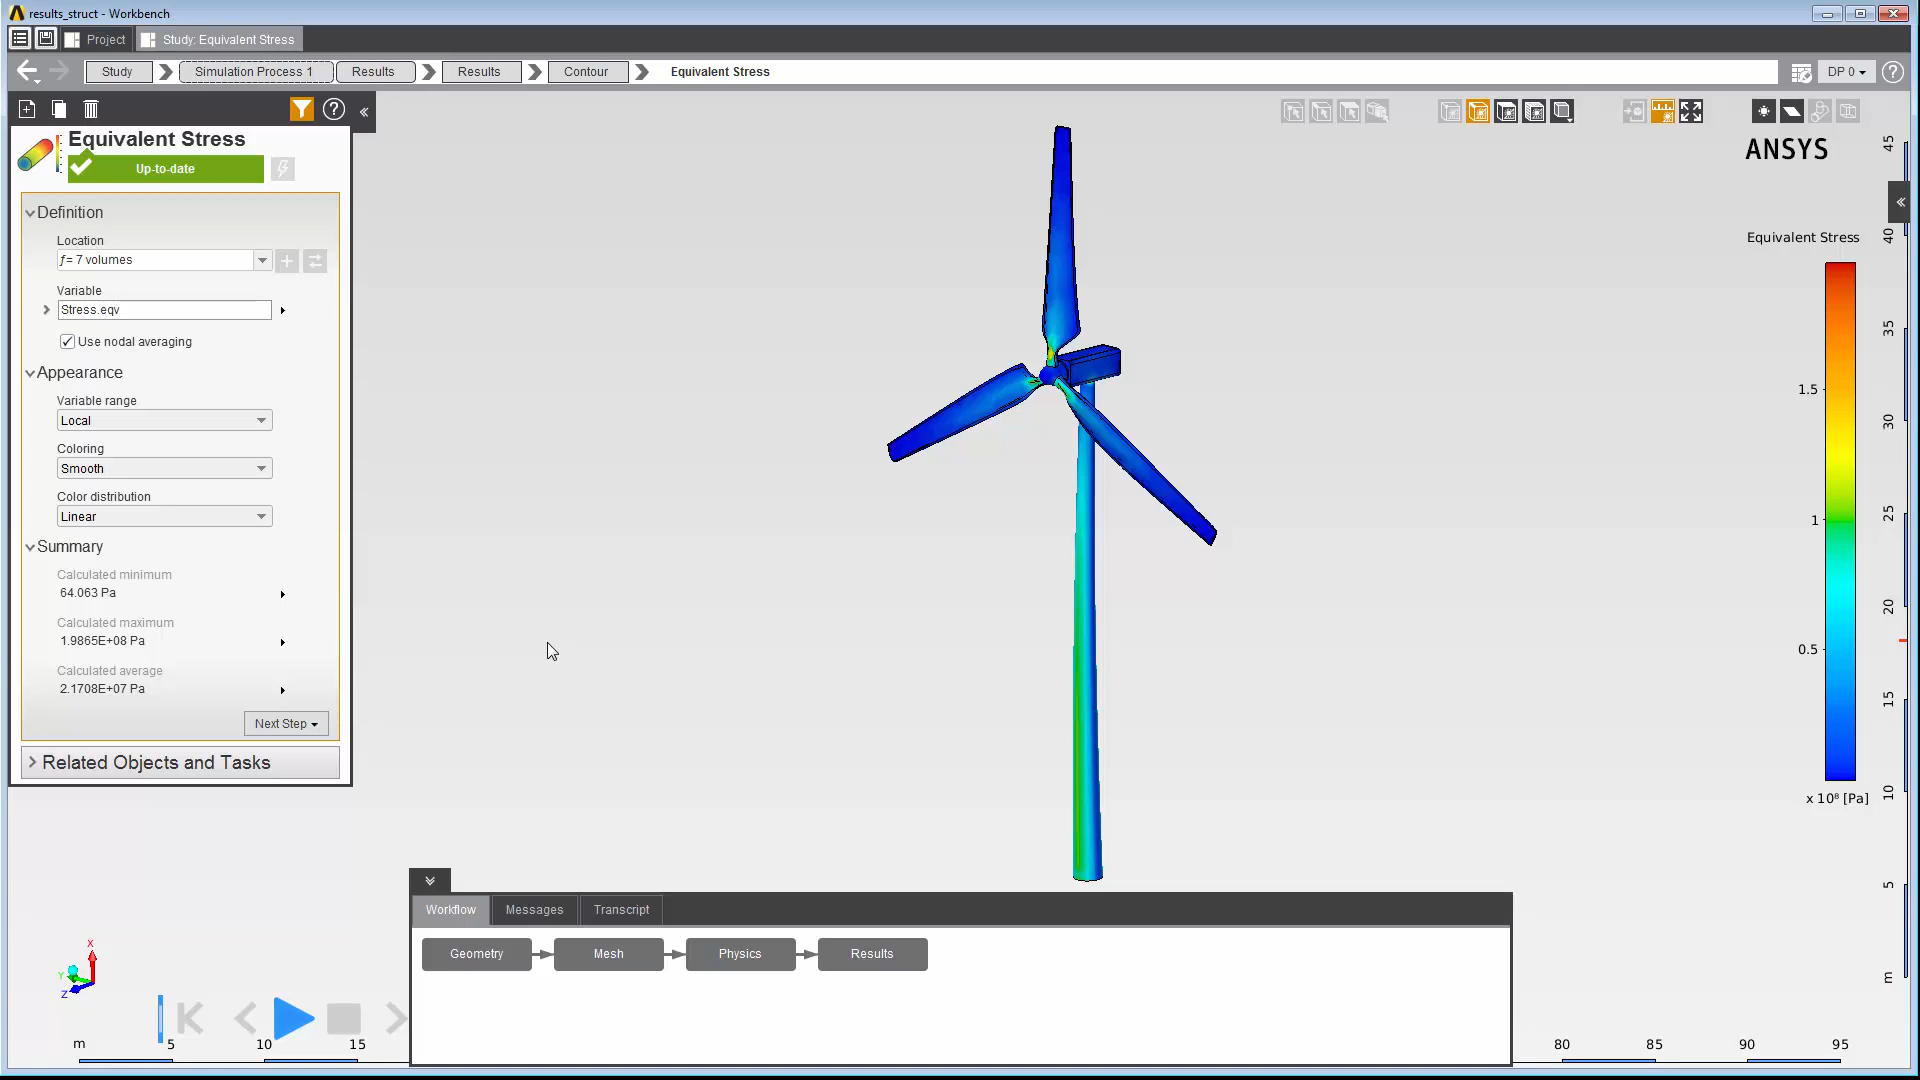 results_struct - Workbench
Project
Study: Equivalent Stress
Study
Simulation Process 1
Results
Results
Contour
Equivalent Stress
DP 0
Equivalent Stress
Up-to-date
Definition
Location
ƒ= 7 volumes
Variable
Stress.eqv
Use nodal averaging
Appearance
Variable range
Local
Coloring
Smooth
Color distribution
Linear
Summary
Calculated minimum
64.063 Pa
Calculated maximum
1.9865E+08 Pa
Calculated average
2.1708E+07 Pa
Next Step
Related Objects and Tasks
ANSYS
Equivalent Stress
1.5
1
0.5
x 10⁸ [Pa]
45
40
35
30
25
20
15
10
5
m
Workflow
Messages
Transcript
Geometry
Mesh
Physics
Results
X
Y
Z
m
5
10
15
80
85
90
95